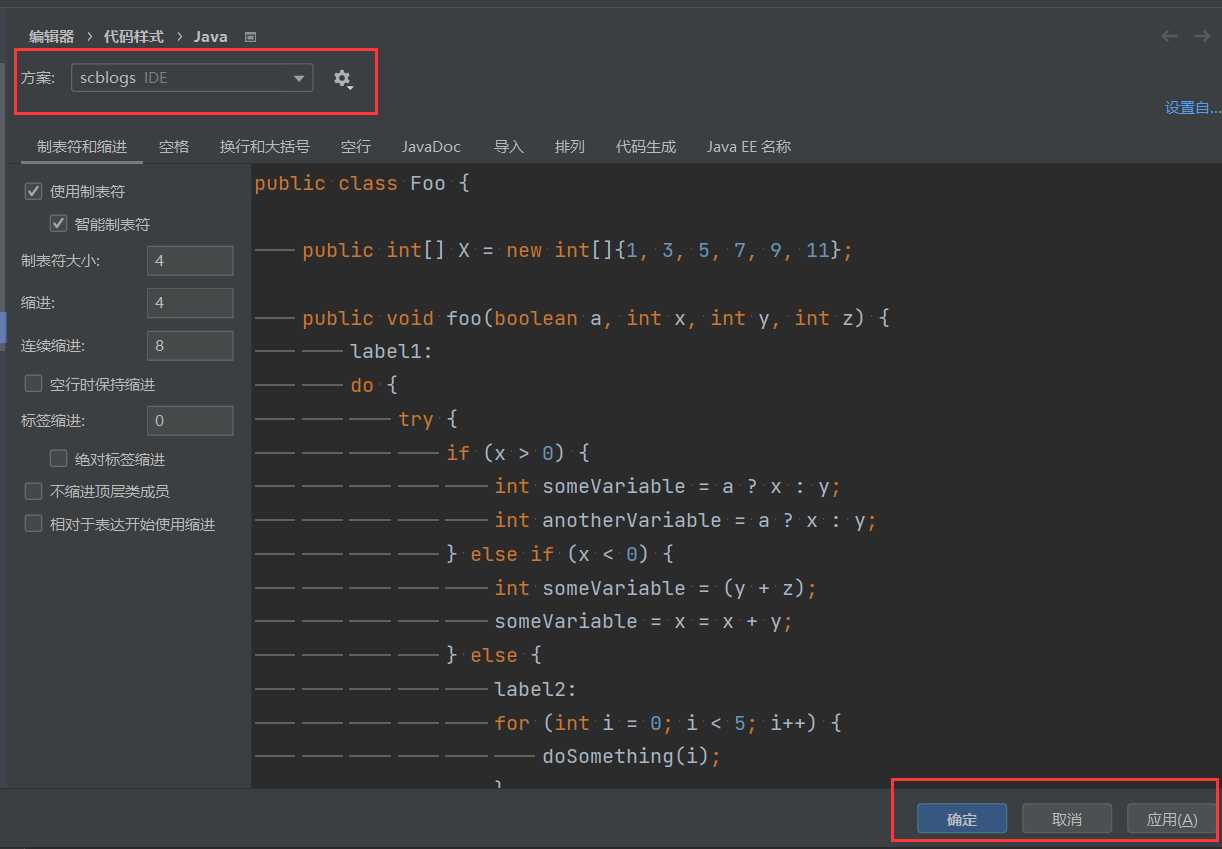 编辑器 › 代码样式 › Java
方案: scblogs IDE
设置自...
制表符和缩进 空格 换行和大括号 空行 JavaDoc 导入 排列 代码生成 Java EE 名称
使用制表符
智能制表符
制表符大小: 4
缩进: 4
连续缩进: 8
空行时保持缩进
标签缩进: 0
绝对标签缩进
不缩进顶层类成员
相对于表达开始使用缩进
public class Foo {
public int[] X = new int[]{1, 3, 5, 7, 9, 11};
public void foo(boolean a, int x, int y, int z) {
label1:
do {
try {
if (x > 0) {
int someVariable = a ? x : y;
int anotherVariable = a ? x : y;
} else if (x < 0) {
int someVariable = (y + z);
someVariable = x = x + y;
} else {
label2:
for (int i = 0; i < 5; i++) {
doSomething(i);
}
确定 取消 应用(A)